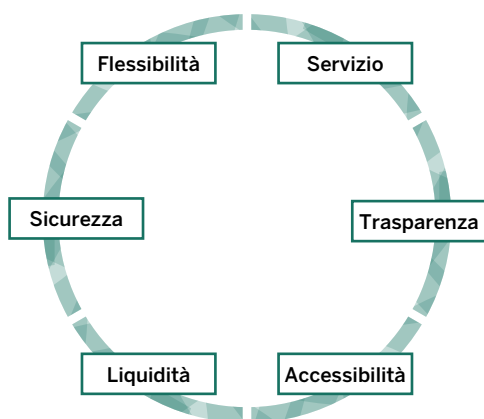 Flessibilità
Servizio
Sicurezza
Trasparenza
Liquidità
Accessibilità